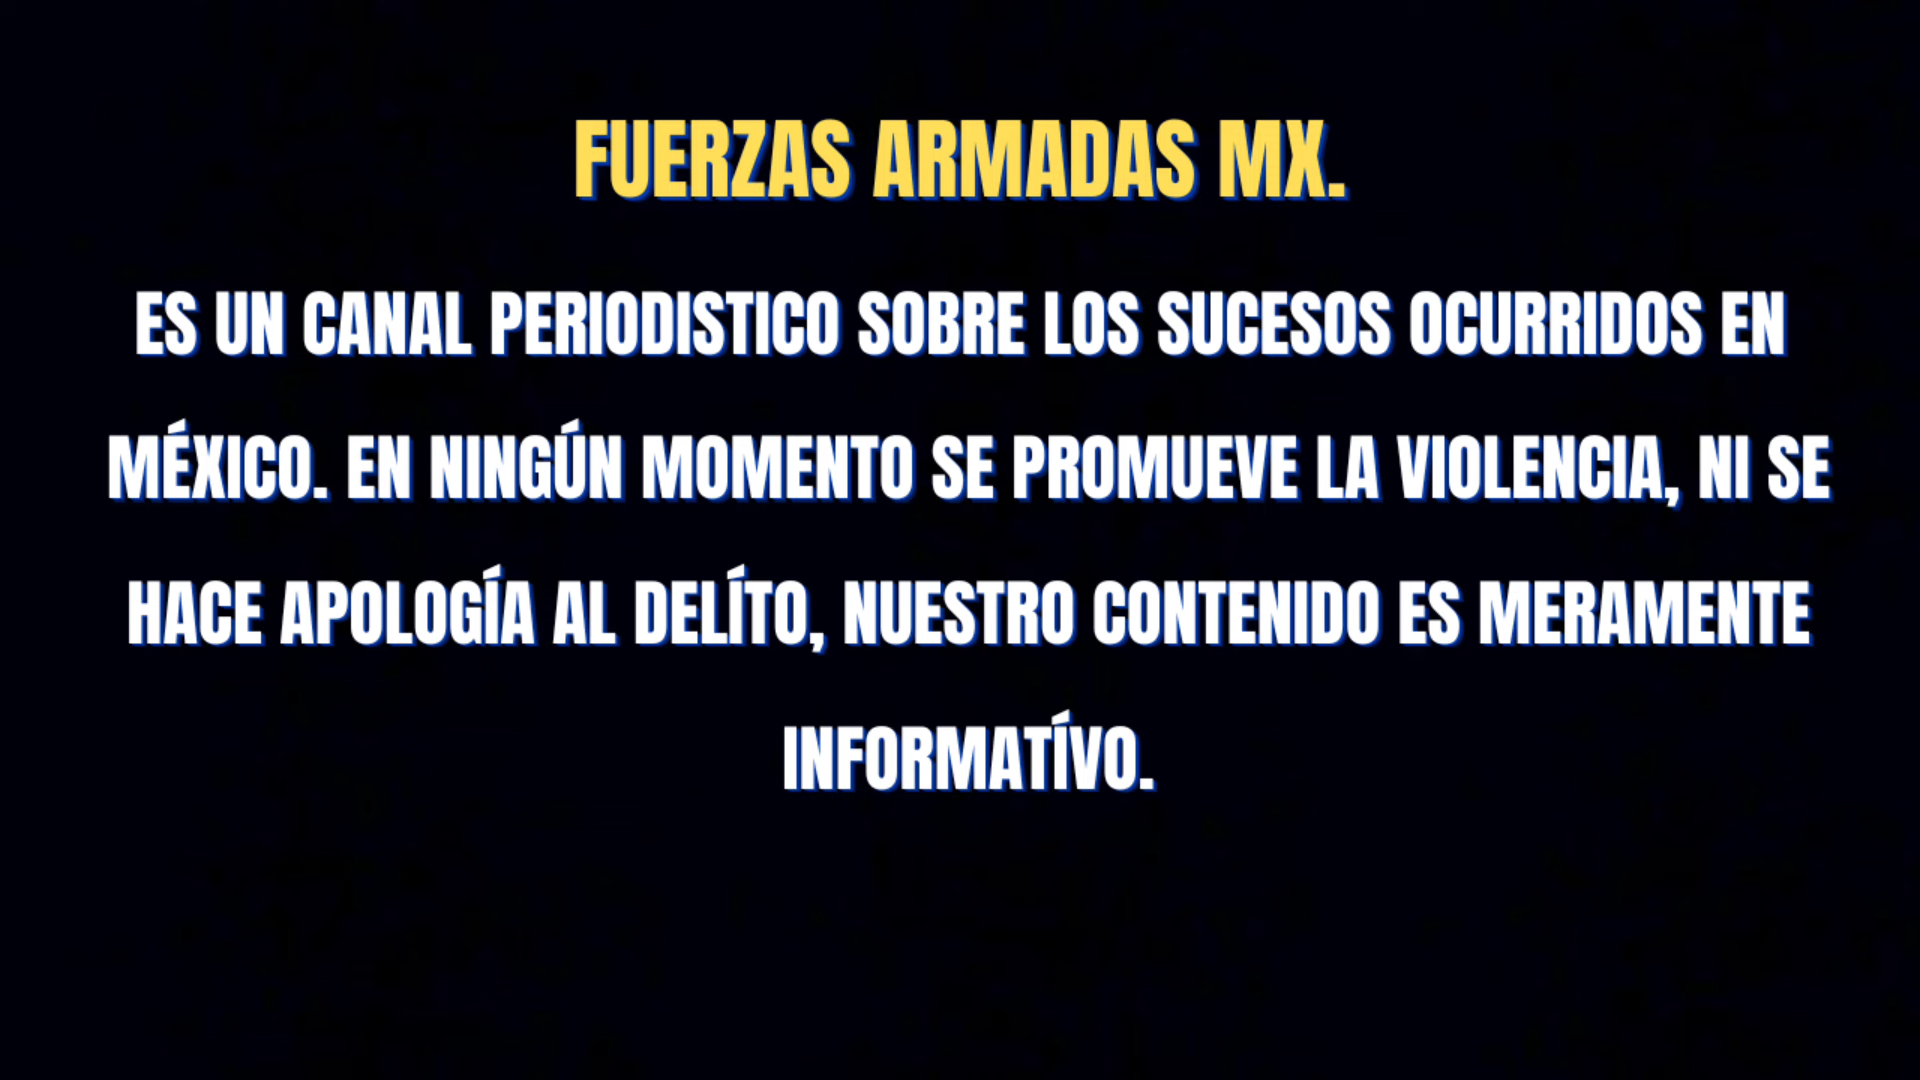 FUERZAS ARMADAS MX.
ES UN CANAL PERIODISTICO SOBRE LOS SUCESOS OCURRIDOS EN
MÉXICO. EN NINGÚN MOMENTO SE PROMUEVE LA VIOLENCIA, NI SE
HACE APOLOGÍA AL DELÍTO, NUESTRO CONTENIDO ES MERAMENTE
INFORMATÍVO.